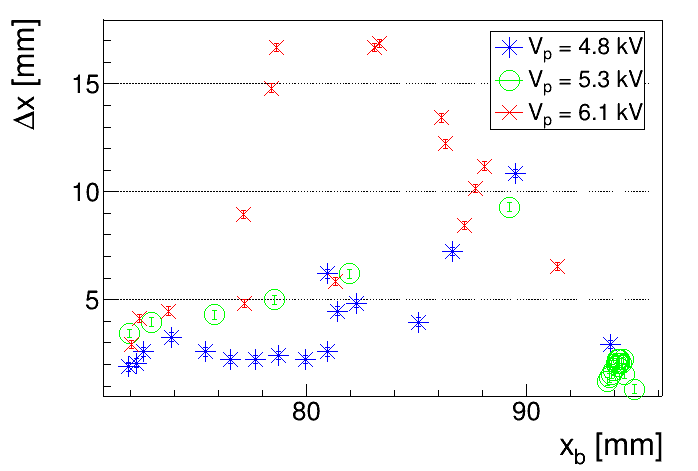 Δx [mm]
15
10
5
80 90
x_b [mm]
V_p = 4.8 kV
V_p = 5.3 kV
V_p = 6.1 kV